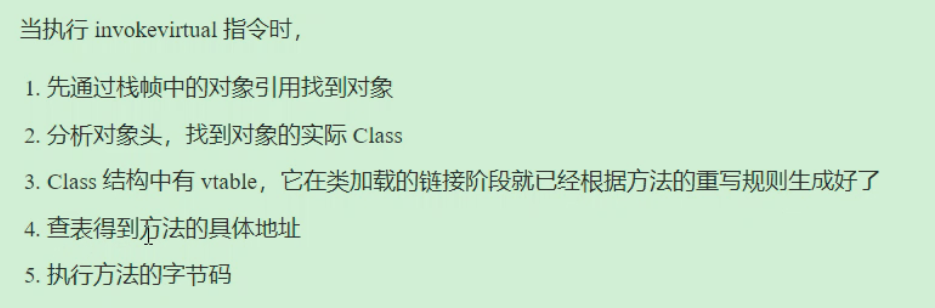 当执行 invokevirtual 指令时，
1. 先通过栈帧中的对象引用找到对象
2. 分析对象头，找到对象的实际 Class
3. Class 结构中有 vtable，它在类加载的链接阶段就已经根据方法的重写规则生成好了
4. 查表得到方法的具体地址
5. 执行方法的字节码